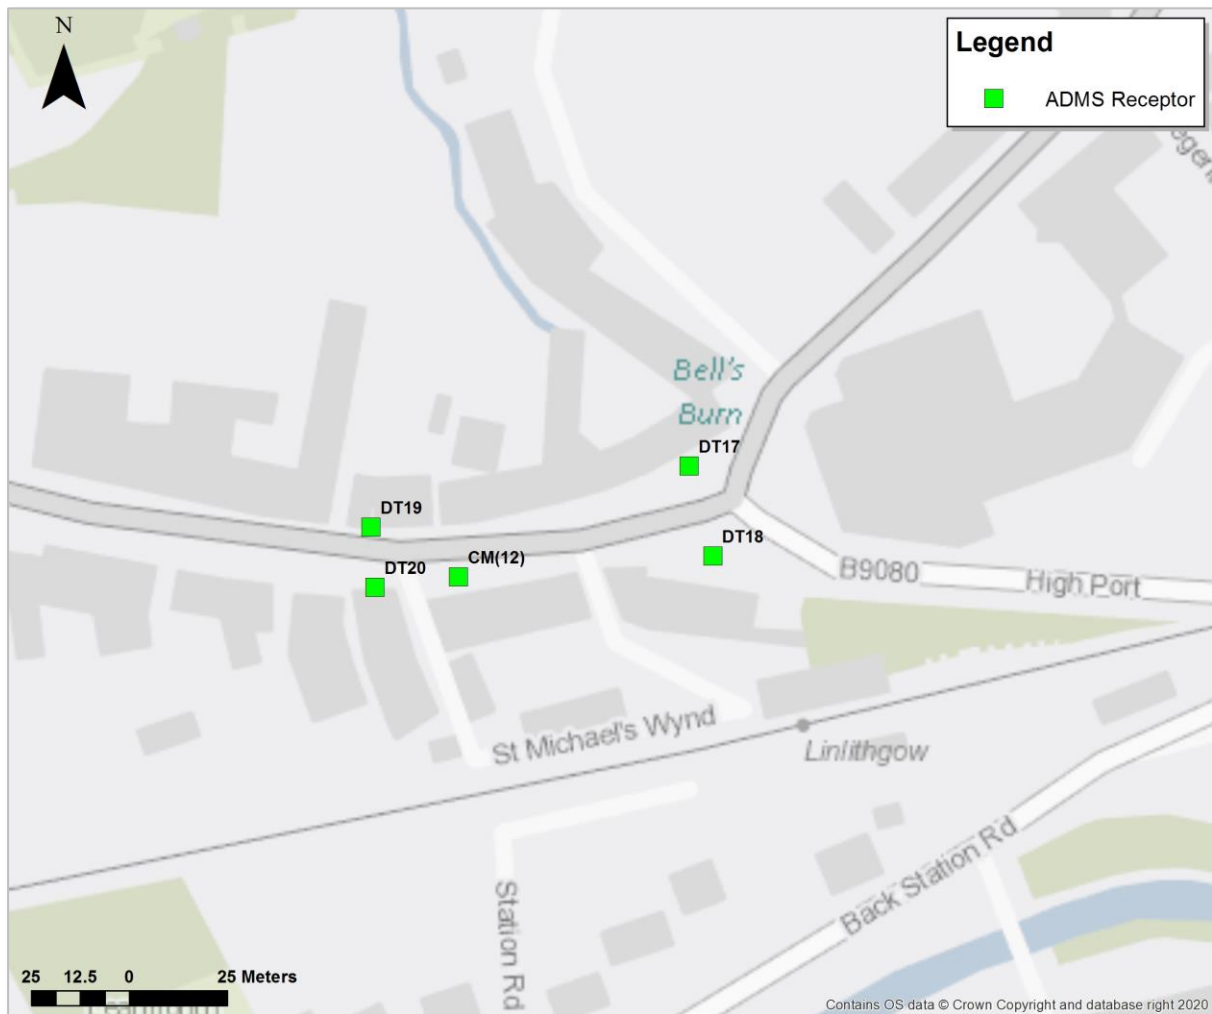 N
Legend
ADMS Receptor
Bell's
Burn
DT17
DT19
DT18
CM(12)
DT20
B9080
High Port
St Michael's Wynd
Linlithgow
Station Rd
Back Station Rd
25 12.5 0 25 Meters
Contains OS data © Crown Copyright and database right 2020